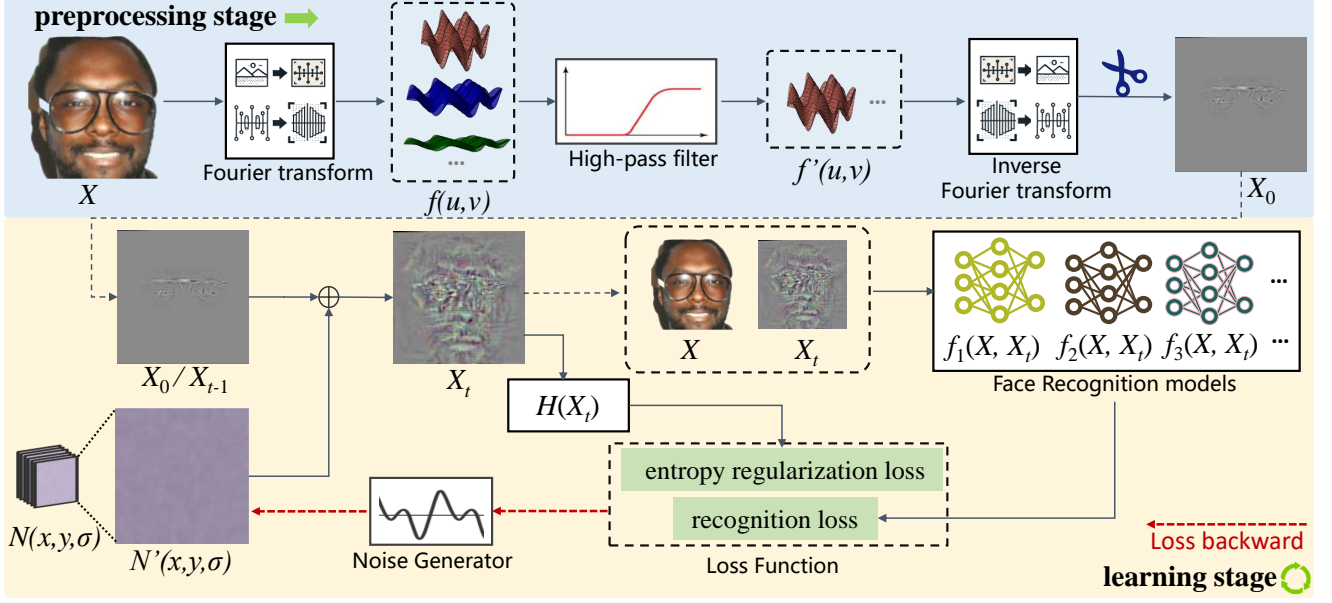 preprocessing stage
X
Fourier transform
...
f(u,v)
High-pass filter
...
f’(u,v)
Inverse
Fourier transform
X0
X0 / Xt-1
Xt
X
Xt
...
f1(X, Xt)
f2(X, Xt)
f3(X, Xt)
...
Face Recognition models
H(Xt)
entropy regularization loss
recognition loss
Loss Function
N(x,y,σ)
N’(x,y,σ)
Noise Generator
Loss backward
learning stage